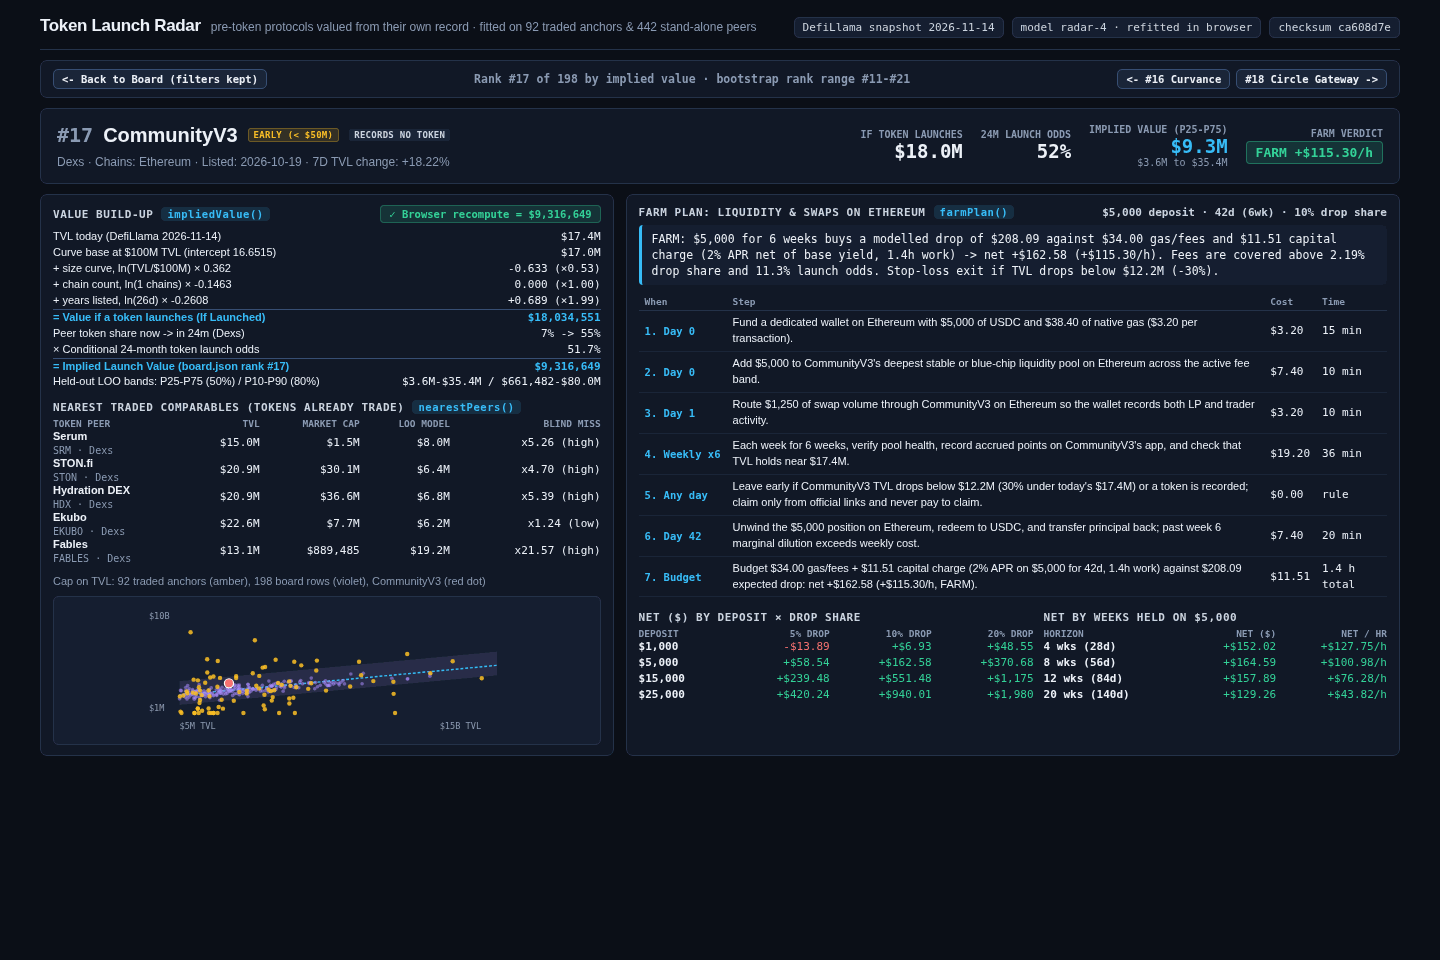 Token Launch Radar pre-token protocols valued from their own record · fitted on 92 traded anchors & 442 stand-alone peers DefiLlama snapshot 2026-11-14 model radar-4 · refitted in browser checksum ca608d7e
<- Back to Board (filters kept) Rank #17 of 198 by implied value · bootstrap rank range #11-#21 <- #16 Curvance #18 Circle Gateway ->
#17 CommunityV3 EARLY (< $50M) RECORDS NO TOKEN
Dexs · Chains: Ethereum · Listed: 2026-10-19 · 7D TVL change: +18.22%
IF TOKEN LAUNCHES
$18.0M
24M LAUNCH ODDS
52%
IMPLIED VALUE (P25-P75)
$9.3M
$3.6M to $35.4M
FARM VERDICT
FARM +$115.30/h
VALUE BUILD-UP impliedValue() ✓ Browser recompute = $9,316,649
TVL today (DefiLlama 2026-11-14) $17.4M
Curve base at $100M TVL (intercept 16.6515) $17.0M
+ size curve, ln(TVL/$100M) × 0.362 -0.633 (×0.53)
+ chain count, ln(1 chains) × -0.1463 0.000 (×1.00)
+ years listed, ln(26d) × -0.2608 +0.689 (×1.99)
= Value if a token launches (If Launched) $18,034,551
Peer token share now -> in 24m (Dexs) 7% -> 55%
× Conditional 24-month token launch odds 51.7%
= Implied Launch Value (board.json rank #17) $9,316,649
Held-out LOO bands: P25-P75 (50%) / P10-P90 (80%) $3.6M-$35.4M / $661,482-$80.0M
NEAREST TRADED COMPARABLES (TOKENS ALREADY TRADE) nearestPeers()
TOKEN PEER TVL MARKET CAP LOO MODEL BLIND MISS
Serum
SRM · Dexs $15.0M $1.5M $8.0M x5.26 (high)
STON.fi
STON · Dexs $20.9M $30.1M $6.4M x4.70 (high)
Hydration DEX
HDX · Dexs $20.9M $36.6M $6.8M x5.39 (high)
Ekubo
EKUBO · Dexs $22.6M $7.7M $6.2M x1.24 (low)
Fables
FABLES · Dexs $13.1M $889,485 $19.2M x21.57 (high)
Cap on TVL: 92 traded anchors (amber), 198 board rows (violet), CommunityV3 (red dot)
$10B
$1M
$5M TVL $15B TVL
FARM PLAN: LIQUIDITY & SWAPS ON ETHEREUM farmPlan() $5,000 deposit · 42d (6wk) · 10% drop share
FARM: $5,000 for 6 weeks buys a modelled drop of $208.09 against $34.00 gas/fees and $11.51 capital
charge (2% APR net of base yield, 1.4h work) -> net +$162.58 (+$115.30/h). Fees are covered above 2.19%
drop share and 11.3% launch odds. Stop-loss exit if TVL drops below $12.2M (-30%).
When Step Cost Time
1. Day 0 Fund a dedicated wallet on Ethereum with $5,000 of USDC and $38.40 of native gas ($3.20 per
transaction). $3.20 15 min
2. Day 0 Add $5,000 to CommunityV3's deepest stable or blue-chip liquidity pool on Ethereum across the active fee
band. $7.40 10 min
3. Day 1 Route $1,250 of swap volume through CommunityV3 on Ethereum so the wallet records both LP and trader
activity. $3.20 10 min
4. Weekly x6 Each week for 6 weeks, verify pool health, record accrued points on CommunityV3's app, and check that
TVL holds near $17.4M. $19.20 36 min
5. Any day Leave early if CommunityV3 TVL drops below $12.2M (30% under today's $17.4M) or a token is recorded;
claim only from official links and never pay to claim. $0.00 rule
6. Day 42 Unwind the $5,000 position on Ethereum, redeem to USDC, and transfer principal back; past week 6
marginal dilution exceeds weekly cost. $7.40 20 min
7. Budget Budget $34.00 gas/fees + $11.51 capital charge (2% APR on $5,000 for 42d, 1.4h work) against $208.09
expected drop: net +$162.58 (+$115.30/h, FARM). $11.51 1.4 h
total
NET ($) BY DEPOSIT × DROP SHARE
DEPOSIT 5% DROP 10% DROP 20% DROP
$1,000 -$13.89 +$6.93 +$48.55
$5,000 +$58.54 +$162.58 +$370.68
$15,000 +$239.48 +$551.48 +$1,175
$25,000 +$420.24 +$940.01 +$1,980
NET BY WEEKS HELD ON $5,000
HORIZON NET ($) NET / HR
4 wks (28d) +$152.02 +$127.75/h
8 wks (56d) +$164.59 +$100.98/h
12 wks (84d) +$157.89 +$76.28/h
20 wks (140d) +$129.26 +$43.82/h